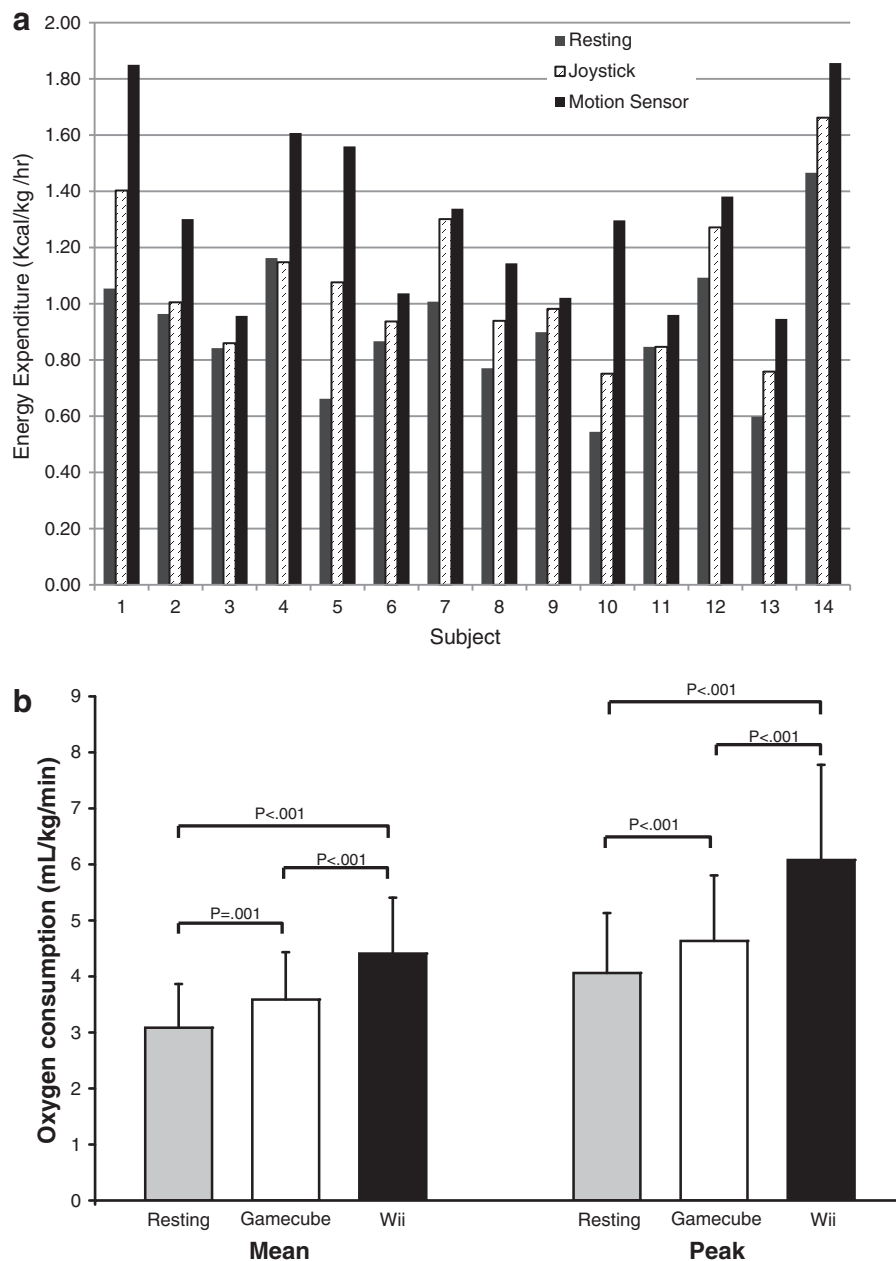 a
2.00
1.80
1.60
1.40
1.20
1.00
0.80
0.60
0.40
0.20
0.00
Energy Expenditure (Kcal/kg /hr)
Resting
Joystick
Motion Sensor
1 2 3 4 5 6 7 8 9 10 11 12 13 14
Subject
b
9
8
7
6
5
4
3
2
1
0
Oxygen consumption (mL/kg/min)
P<.001
P<.001
P=.001
P<.001
P<.001
P<.001
Resting Gamecube Wii Resting Gamecube Wii
Mean Peak